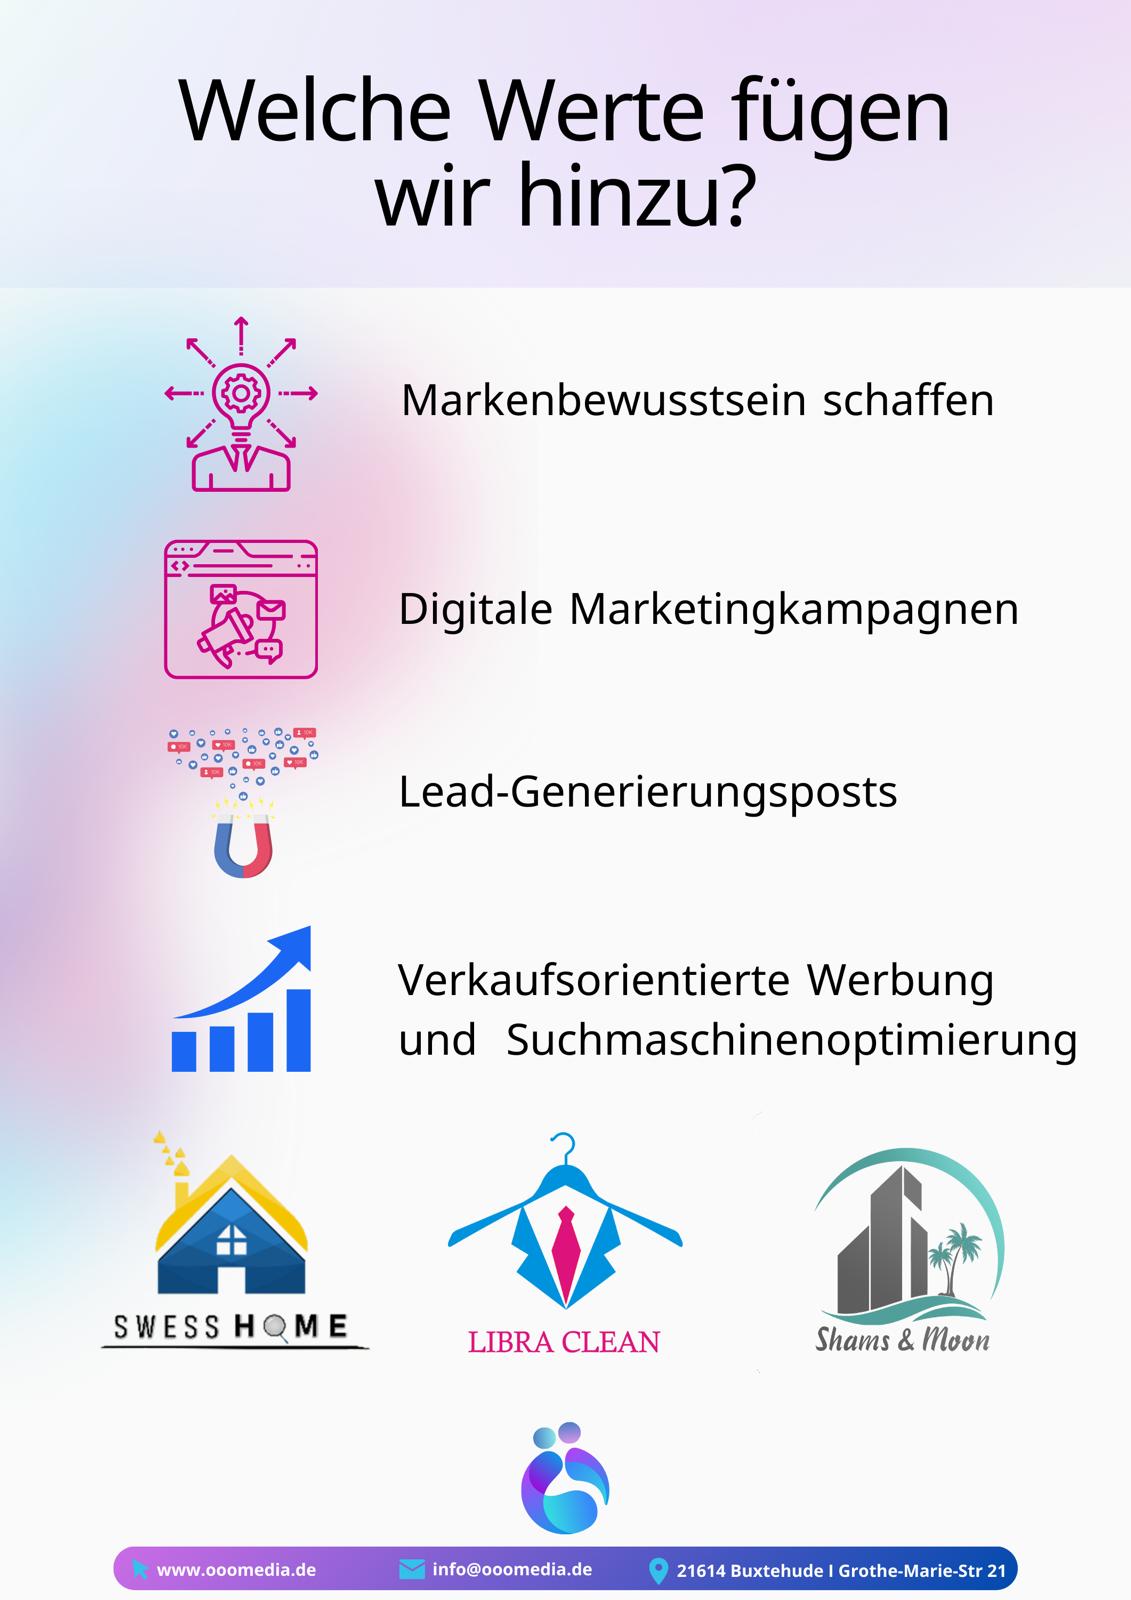 Welche Werte fügen
wir hinzu?
Markenbewusstsein schaffen
Digitale Marketingkampagnen
Lead-Generierungsposts
Verkaufsorientierte Werbung
und Suchmaschinenoptimierung
SWESS HOME
LIBRA CLEAN
Shams & Moon
www.ooomedia.de
info@ooomedia.de
21614 Buxtehude I Grothe-Marie-Str 21